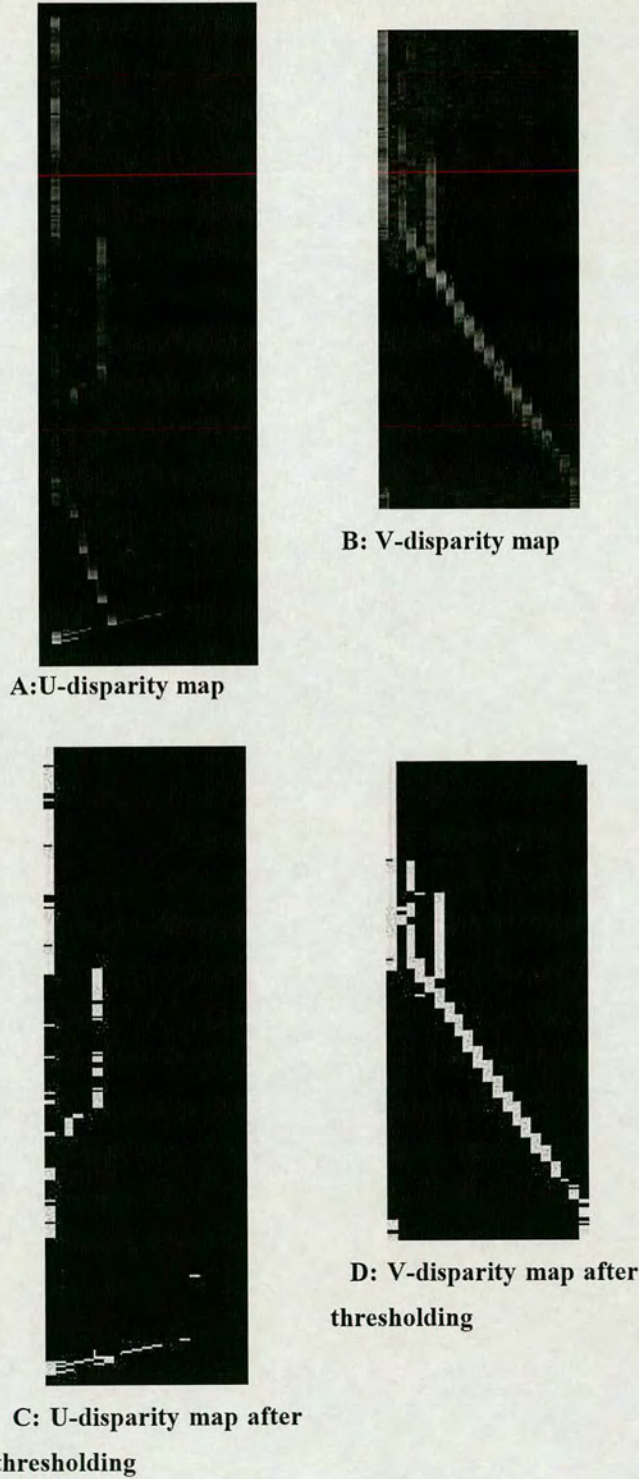 A:U-disparity map
B: V-disparity map
C: U-disparity map after
thresholding
D: V-disparity map after
thresholding